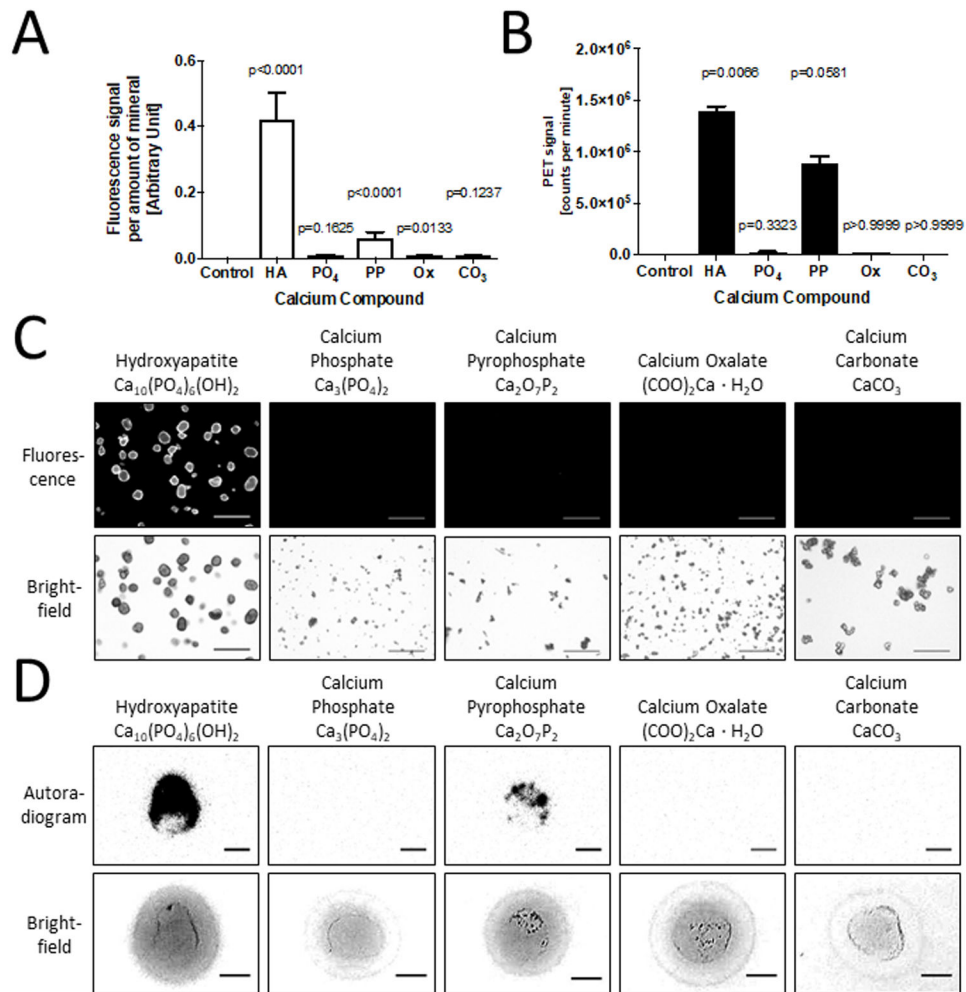 A
Fluorescence signal
per amount of mineral
[Arbitrary Unit]
0.6
0.4
0.2
0.0
p<0.0001
p=0.1625
p<0.0001
p=0.0133
p=0.1237
Control HA PO4 PP Ox CO3
Calcium Compound
B
PET signal
[counts per minute]
2.0×10^6
1.5×10^6
1.0×10^6
5.0×10^5
0.0
p=0.0066
p=0.3323
p=0.0581
p>0.9999
p>0.9999
Control HA PO4 PP Ox CO3
Calcium Compound
C
Hydroxyapatite
Ca10(PO4)6(OH)2
Calcium
Phosphate
Ca3(PO4)2
Calcium
Pyrophosphate
Ca2O7P2
Calcium Oxalate
(COO)2Ca · H2O
Calcium
Carbonate
CaCO3
Fluores-
cence
Bright-
field
D
Hydroxyapatite
Ca10(PO4)6(OH)2
Calcium
Phosphate
Ca3(PO4)2
Calcium
Pyrophosphate
Ca2O7P2
Calcium Oxalate
(COO)2Ca · H2O
Calcium
Carbonate
CaCO3
Autora-
diogram
Bright-
field